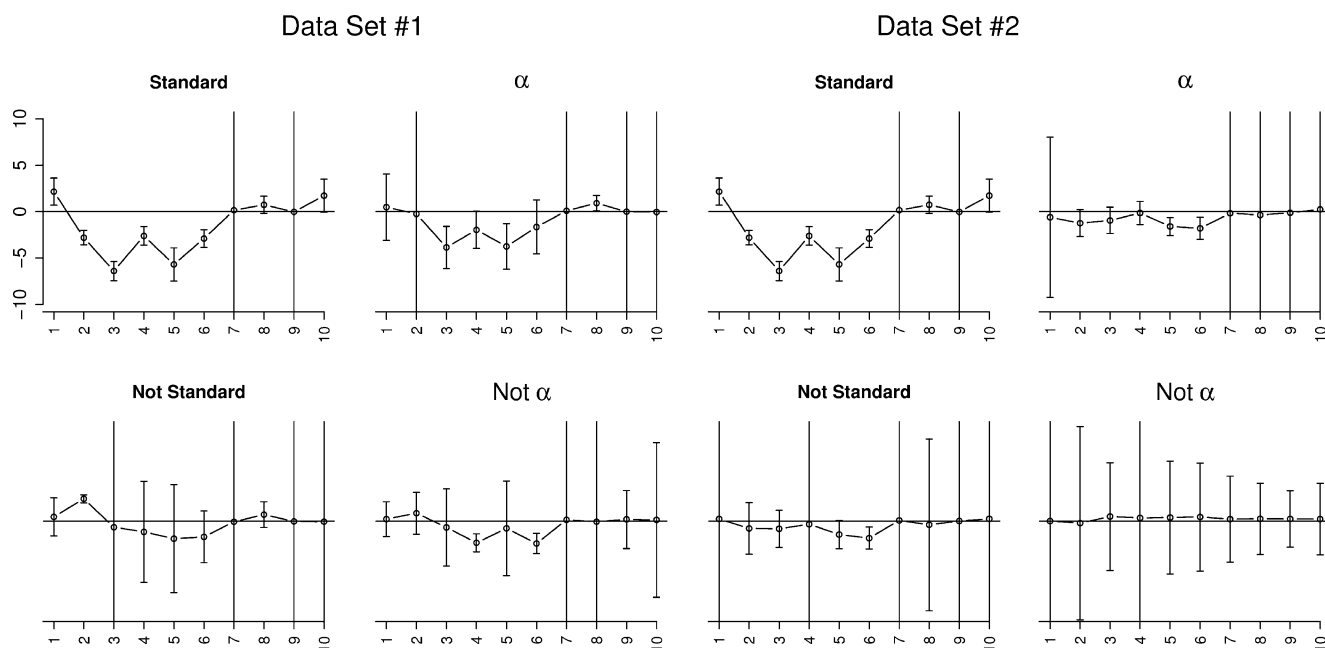 Data Set #1 Data Set #2
Standard α Standard α
10
5
0
−5
−10
1 2 3 4 5 6 7 8 9 10 1 2 3 4 5 6 7 8 9 10 1 2 3 4 5 6 7 8 9 10 1 2 3 4 5 6 7 8 9 10
Not Standard Not α Not Standard Not α
1 2 3 4 5 6 7 8 9 10 1 2 3 4 5 6 7 8 9 10 1 2 3 4 5 6 7 8 9 10 1 2 3 4 5 6 7 8 9 10